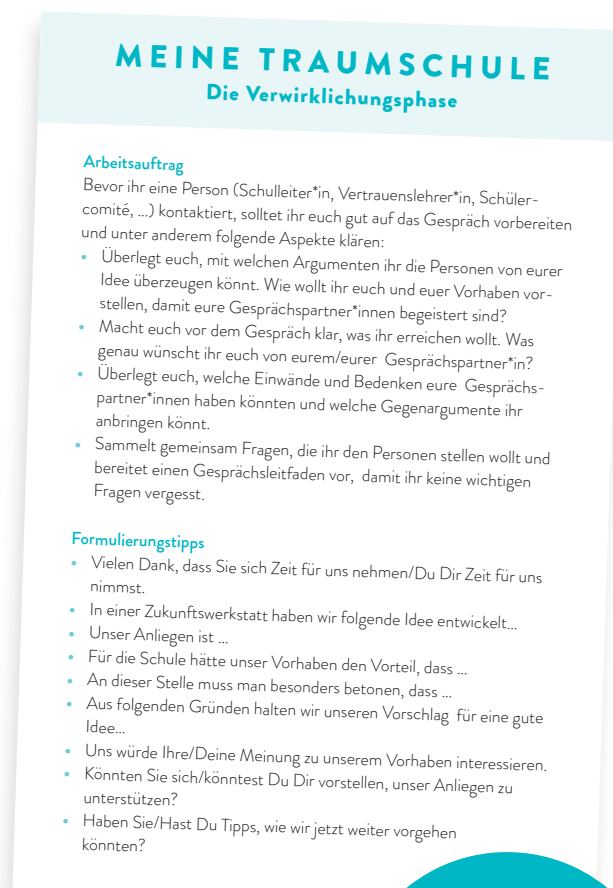 MEINE TRAUMSCHULE
Die Verwirklichungsphase
Arbeitsauftrag
Bevor ihr eine Person (Schulleiter*in, Vertrauenslehrer*in, Schüler-
comité, …) kontaktiert, solltet ihr euch gut auf das Gespräch vorbereiten
und unter anderem folgende Aspekte klären:
• Überlegt euch, mit welchen Argumenten ihr die Personen von eurer
Idee überzeugen könnt. Wie wollt ihr euch und euer Vorhaben vor-
stellen, damit eure Gesprächspartner*innen begeistert sind?
• Macht euch vor dem Gespräch klar, was ihr erreichen wollt. Was
genau wünscht ihr euch von eurem/eurer Gesprächspartner*in?
• Überlegt euch, welche Einwände und Bedenken eure Gesprächs-
partner*innen haben könnten und welche Gegenargumente ihr
anbringen könnt.
• Sammelt gemeinsam Fragen, die ihr den Personen stellen wollt und
bereitet einen Gesprächsleitfaden vor, damit ihr keine wichtigen
Fragen vergesst.
Formulierungstipps
• Vielen Dank, dass Sie sich Zeit für uns nehmen/Du Dir Zeit für uns
nimmst.
• In einer Zukunftswerkstatt haben wir folgende Idee entwickelt…
• Unser Anliegen ist …
• Für die Schule hätte unser Vorhaben den Vorteil, dass …
• An dieser Stelle muss man besonders betonen, dass …
• Aus folgenden Gründen halten wir unseren Vorschlag für eine gute
Idee…
• Uns würde Ihre/Deine Meinung zu unserem Vorhaben interessieren.
• Könnten Sie sich/könntest Du Dir vorstellen, unser Anliegen zu
unterstützen?
• Haben Sie/Hast Du Tipps, wie wir jetzt weiter vorgehen
könnten?